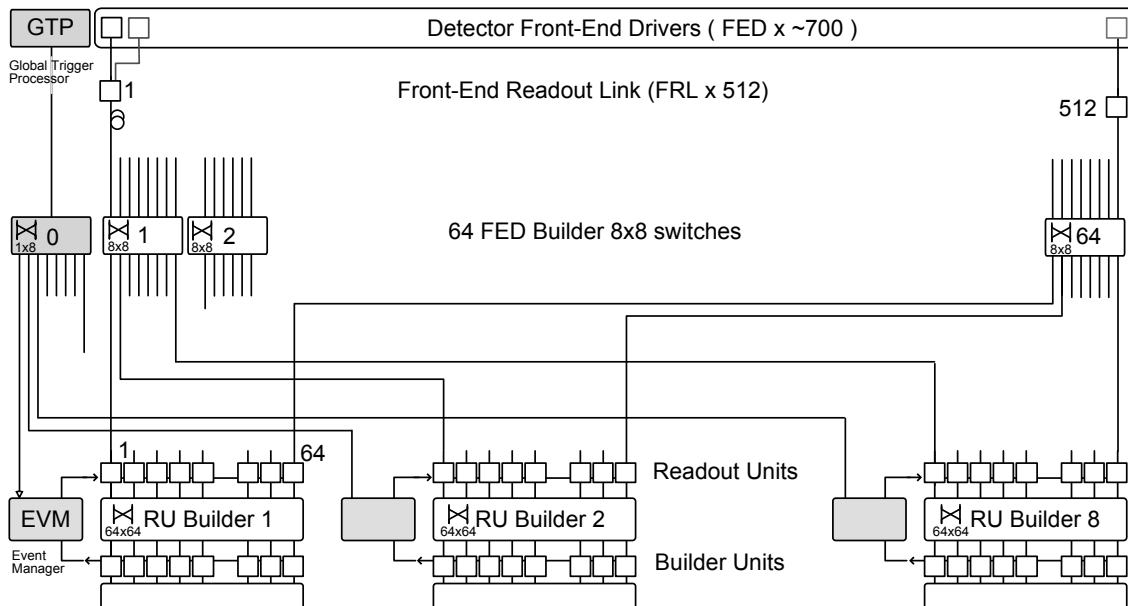 GTP
Detector Front-End Drivers ( FED x ~700 )
Global Trigger
Processor
1
Front-End Readout Link (FRL x 512)
512
0
1x8
1
8x8
2
8x8
64 FED Builder 8x8 switches
64
8x8
1
64
Readout Units
EVM
RU Builder 1
64x64
RU Builder 2
64x64
RU Builder 8
64x64
Event
Manager
Builder Units